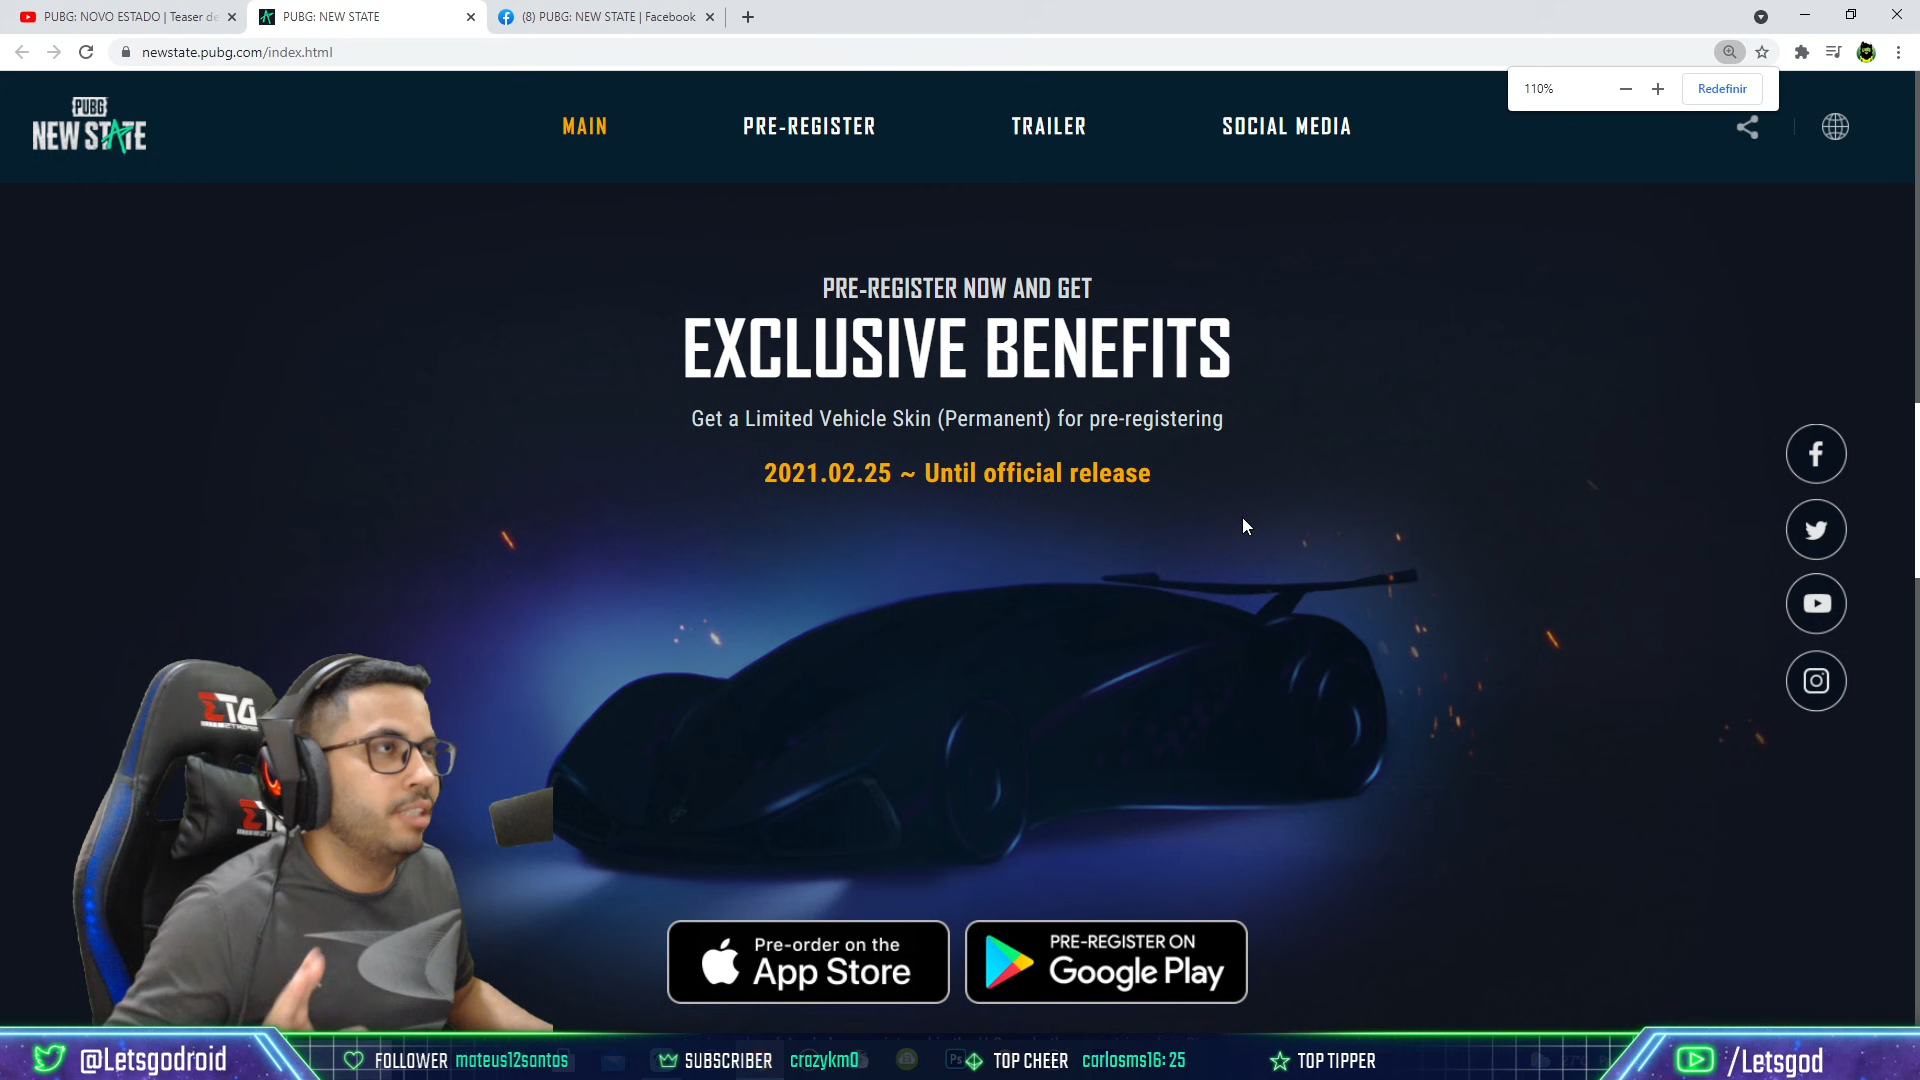 PUBG: NOVO ESTADO | Teaser de
PUBG: NEW STATE
(8) PUBG: NEW STATE | Facebook
newstate.pubg.com/index.html
110%
Redefinir
PUBG
NEW STATE
MAIN
PRE-REGISTER
TRAILER
SOCIAL MEDIA
PRE-REGISTER NOW AND GET
EXCLUSIVE BENEFITS
Get a Limited Vehicle Skin (Permanent) for pre-registering
2021.02.25 ~ Until official release
Pre-order on the
App Store
PRE-REGISTER ON
Google Play
@Letsgodroid
FOLLOWER mateus12santos
SUBSCRIBER crazykm0
TOP CHEER carlosms16: 25
TOP TIPPER
/Letsgod